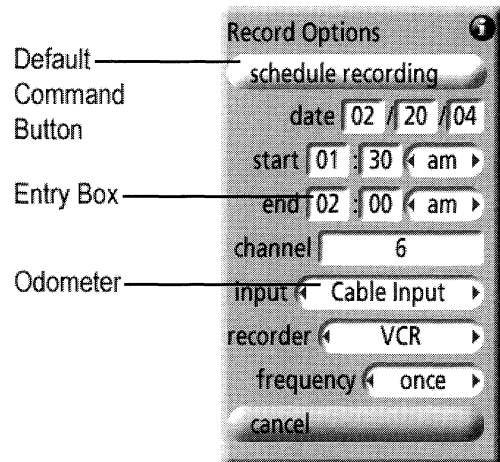 Default
Command
Button
Entry Box
Odometer
Record Options i
schedule recording
date 02 / 20 / 04
start 01 : 30 am
end 02 : 00 am
channel 6
input Cable Input
recorder VCR
frequency once
cancel